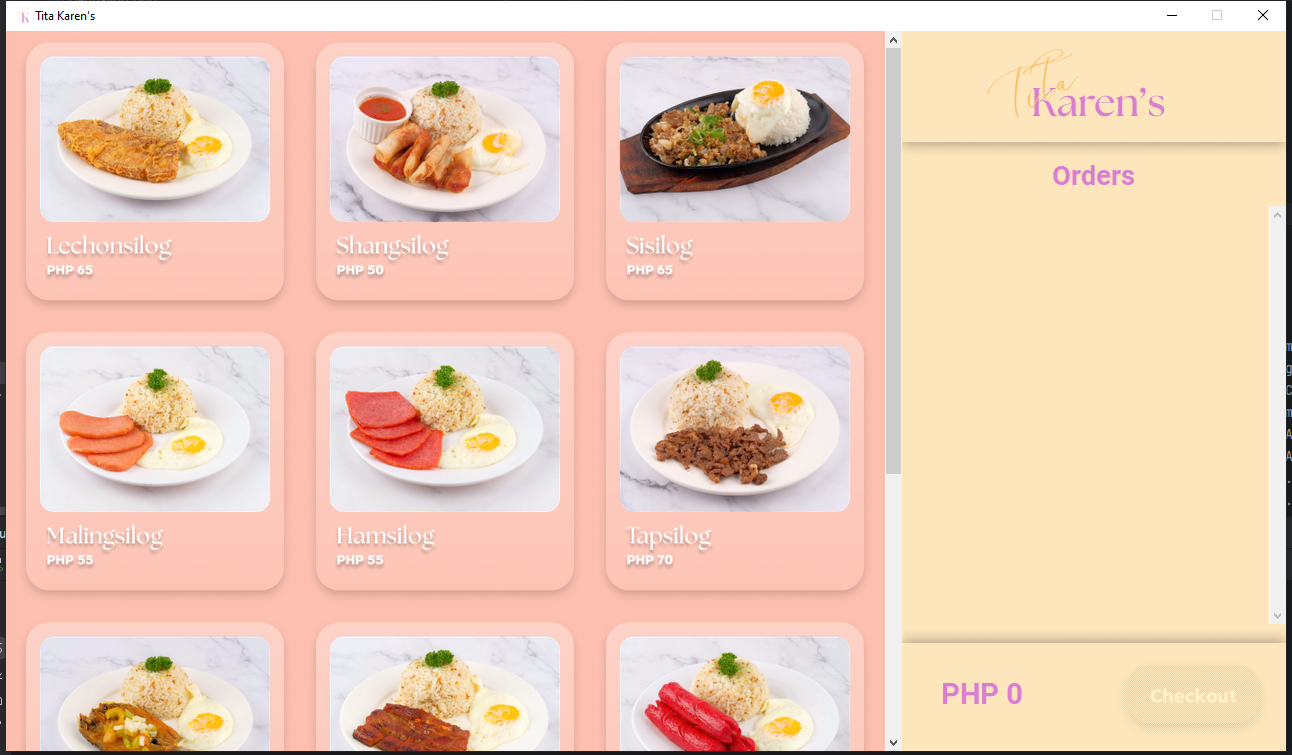 Tita Karen's
Lechonsilog
PHP 65
Shangsilog
PHP 50
Sisilog
PHP 65
Malingsilog
PHP 55
Hamsilog
PHP 55
Tapsilog
PHP 70
Tita
Karen's
Orders
PHP 0
Checkout